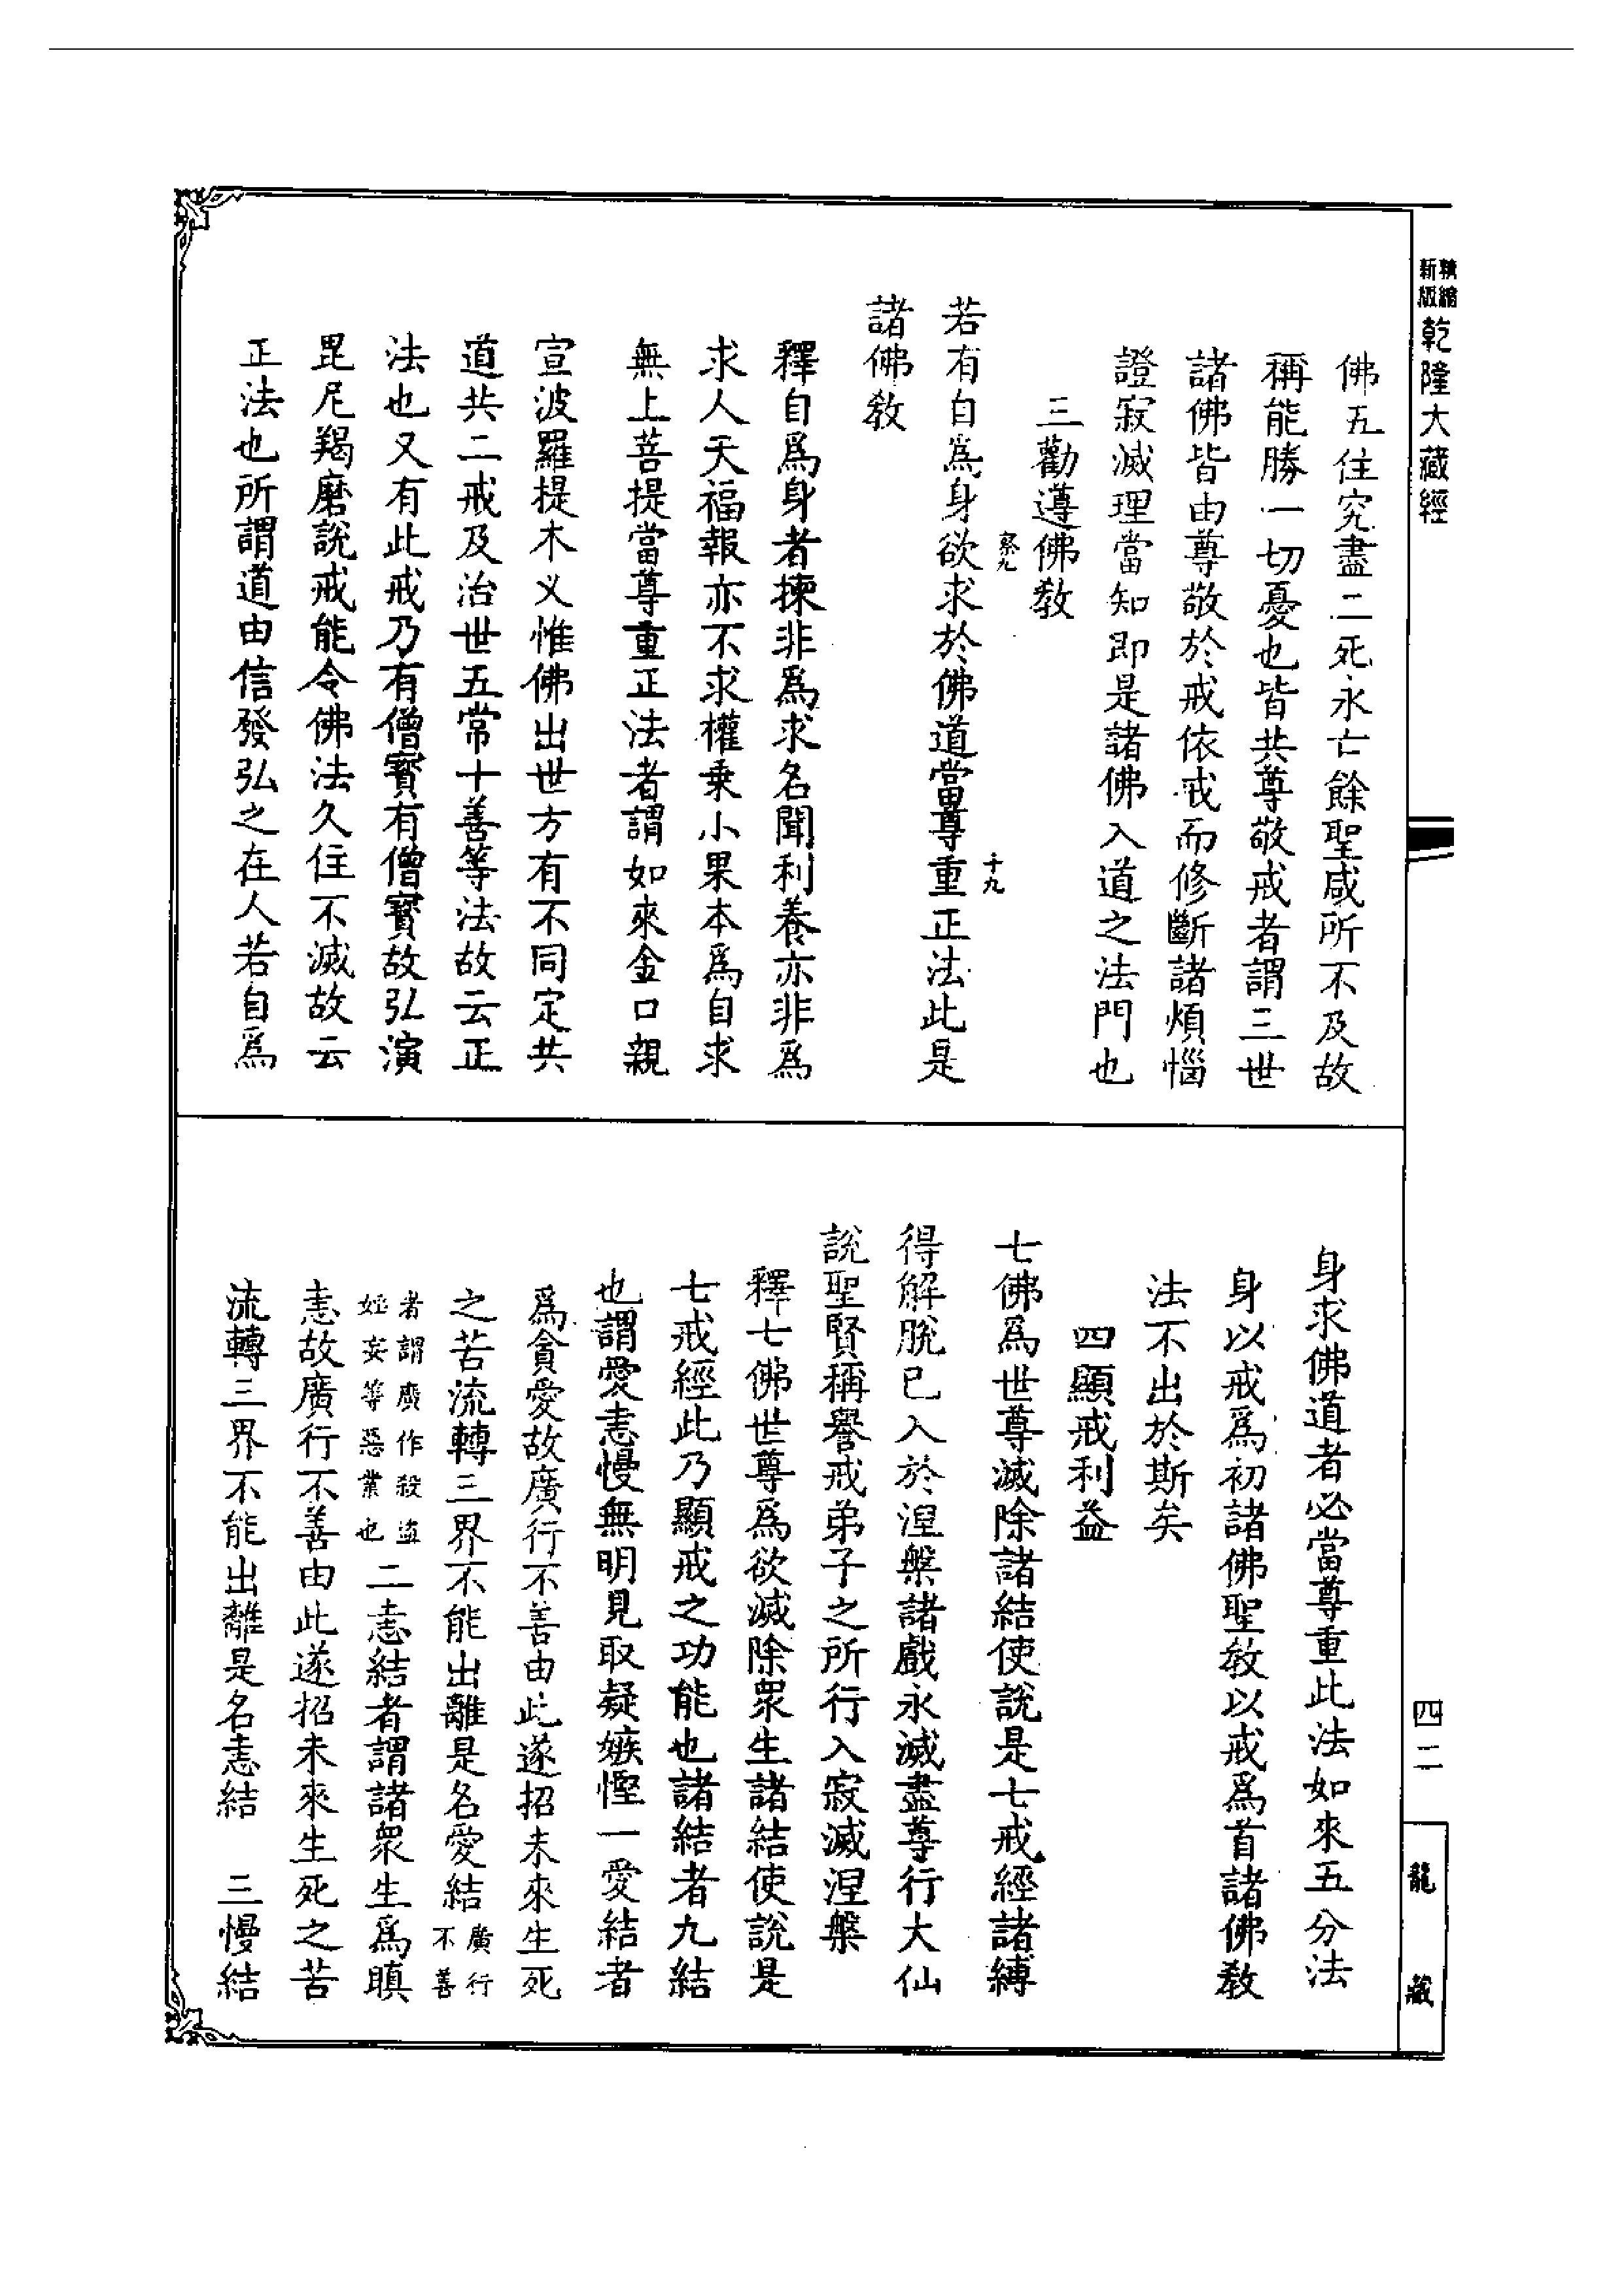 精縮
新版
乾隆大藏經
佛五住究盡二死永亡餘聖咸所不及故
稱能勝一切憂也皆共尊敬戒者謂三世
諸佛皆由尊敬於戒依戒而修斷諸煩惱
證寂滅理當知即是諸佛入道之法門也
三勸遵佛教
察九
十九
若有自爲身欲求於佛道當尊重正法此是
諸佛教
釋自爲身者揀非爲求名聞利養亦非爲
求人天福報亦不求權乗小果本爲自求
無上菩提當尊重正法者謂如來金口親
宣波羅提木义惟佛出世方有不同定共
道共二戒及治世五常十善等法故云正
法也又有此戒乃有僧寳有僧寳故弘演
毘尼羯磨說戒能令佛法久住不滅故云
正法也所謂道由信發弘之在人若自爲
身求佛道者必當尊重此法如來五分法
身以戒爲初諸佛聖教以戒爲首諸佛教
法不出於斯矣
四顯戒利益
七佛爲世尊滅除諸結使說是七戒經諸縛
得解脫已入於涅槃諸戲永滅盡尊行大仙
說聖賢稱譽戒弟子之所行入寂滅涅槃
釋七佛世尊爲欲滅除衆生諸結使說是
七戒經此乃顯戒之功能也諸結者九結
也謂愛恚慢無明見取疑嫉慳一愛結者
爲貪愛故廣行不善由此遂招未來生死
之苦流轉三界不能出離是名愛結
廣行
不善
者謂廣作殺盜
婬妄等惡業也
二恚結者謂諸衆生爲瞋
恚故廣行不善由此遂招未來生死之苦
流轉三界不能出離是名恚結　三慢結
四二
龍藏